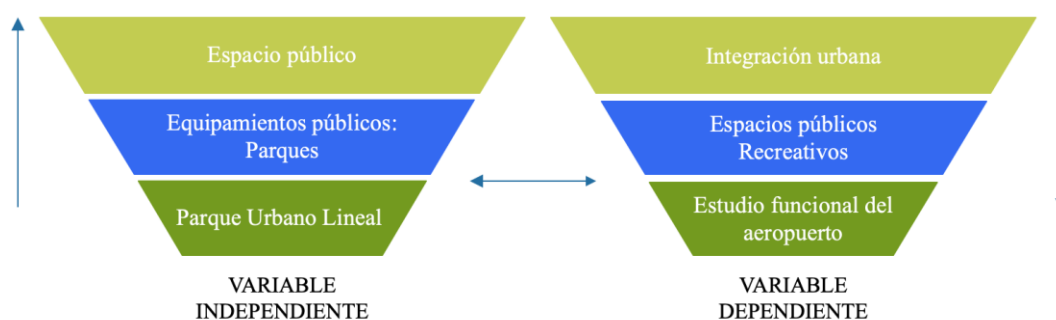 Espacio público
Equipamientos públicos:
Parques
Parque Urbano Lineal
VARIABLE
INDEPENDIENTE
Integración urbana
Espacios públicos
Recreativos
Estudio funcional del
aeropuerto
VARIABLE
DEPENDIENTE